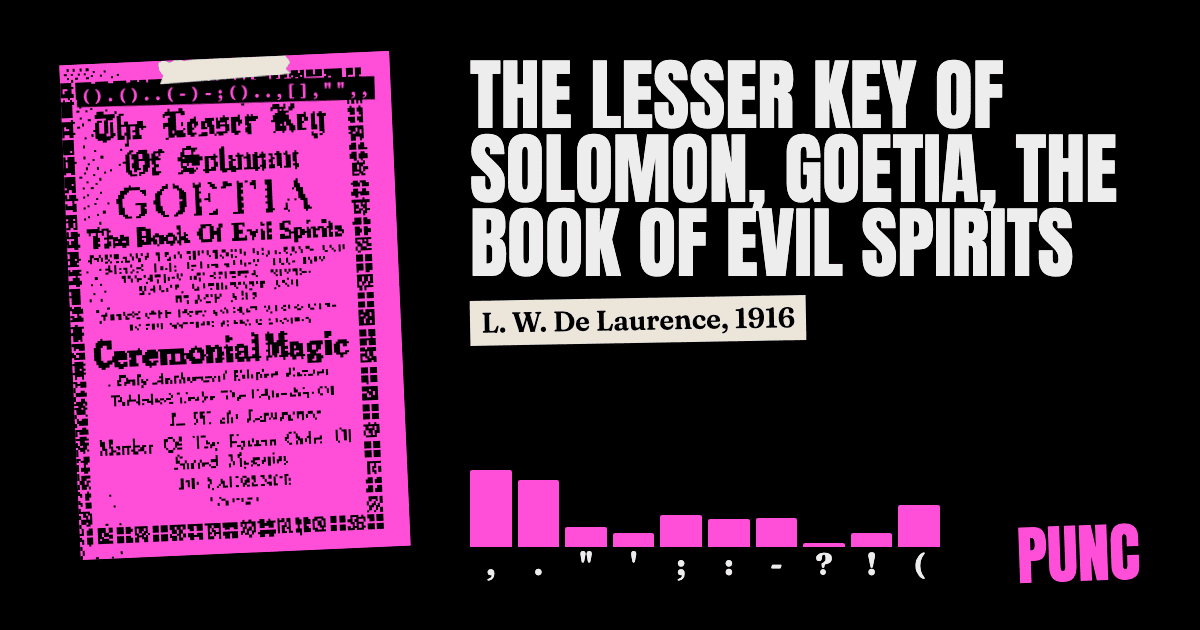 ().()..(-)-;()..,[],"",,
The Lesser Key
Of Solomon
GOETIA
The Book Of Evil Spirits
Ceremonial Magic
L. W. de Laurence
Member Of The Eastern Order Of
Sacred Mysteries
THE LESSER KEY OF
SOLOMON, GOETIA, THE
BOOK OF EVIL SPIRITS
L. W. De Laurence, 1916
, . " ' ; : - ? ! (
PUNC